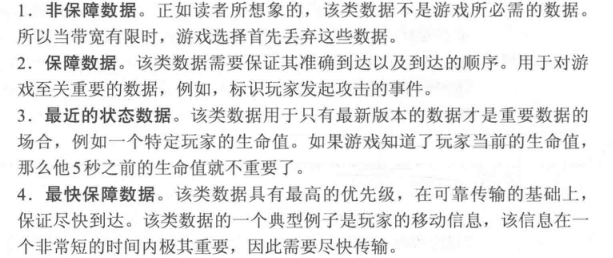 1．非保障数据。正如读者所想象的，该类数据不是游戏所必需的数据。
所以当带宽有限时，游戏选择首先丢弃这些数据。
2．保障数据。该类数据需要保证其准确到达以及到达的顺序。用于对游
戏至关重要的数据，例如，标识玩家发起攻击的事件。
3．最近的状态数据。该类数据用于只有最新版本的数据才是重要数据的
场合，例如一个特定玩家的生命值。如果游戏知道了玩家当前的生命值，
那么他5秒之前的生命值就不重要了。
4．最快保障数据。该类数据具有最高的优先级，在可靠传输的基础上，
保证尽快到达。该类数据的一个典型例子是玩家的移动信息，该信息在一
个非常短的时间内极其重要，因此需要尽快传输。